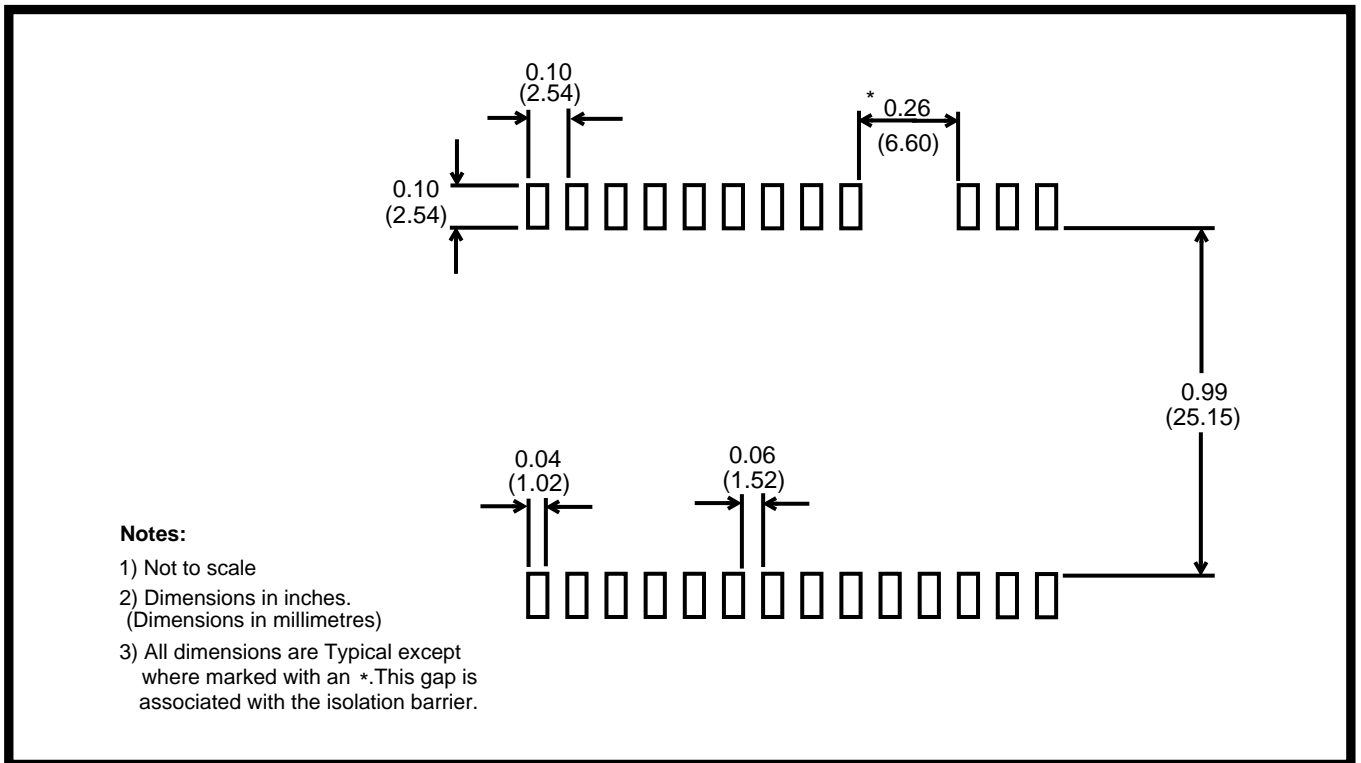 0.10
(2.54)
*
0.26
(6.60)
0.10
(2.54)
0.99
(25.15)
0.04
(1.02)
0.06
(1.52)
Notes:
1) Not to scale
2) Dimensions in inches.
(Dimensions in millimetres)
3) All dimensions are Typical except
where marked with an *.This gap is
associated with the isolation barrier.